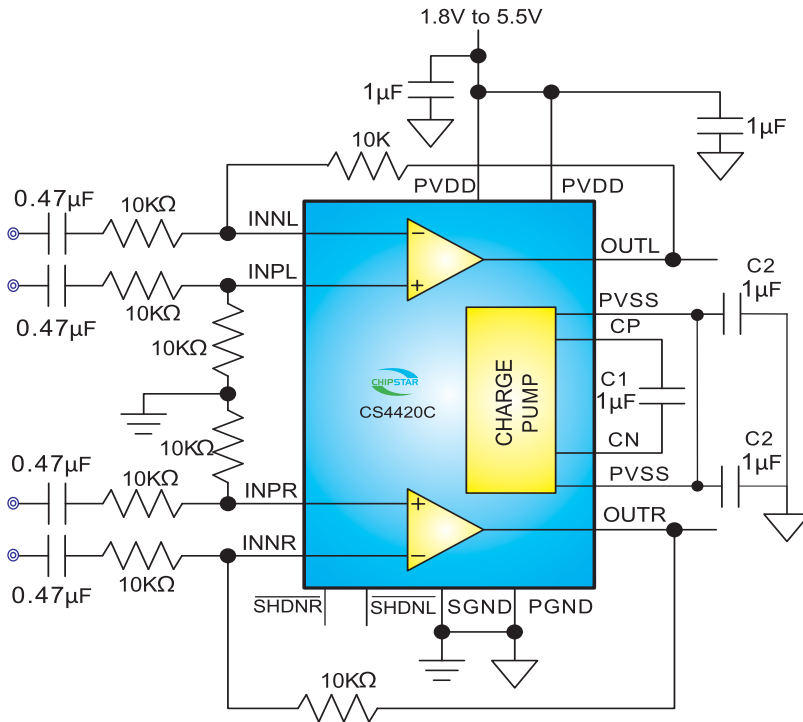 1.8V to 5.5V
1µF
1µF
10K
PVDD
PVDD
0.47µF
10KΩ
INNL
OUTL
C2
1µF
INPL
0.47µF
10KΩ
PVSS
CP
10KΩ
CHIPSTAR
CS4420C
CHARGE
PUMP
C1
1µF
10KΩ
CN
0.47µF
10KΩ
INPR
PVSS
C2
1µF
OUTR
INNR
10KΩ
0.47µF
SHDNR
SHDNL
SGND
PGND
10KΩ